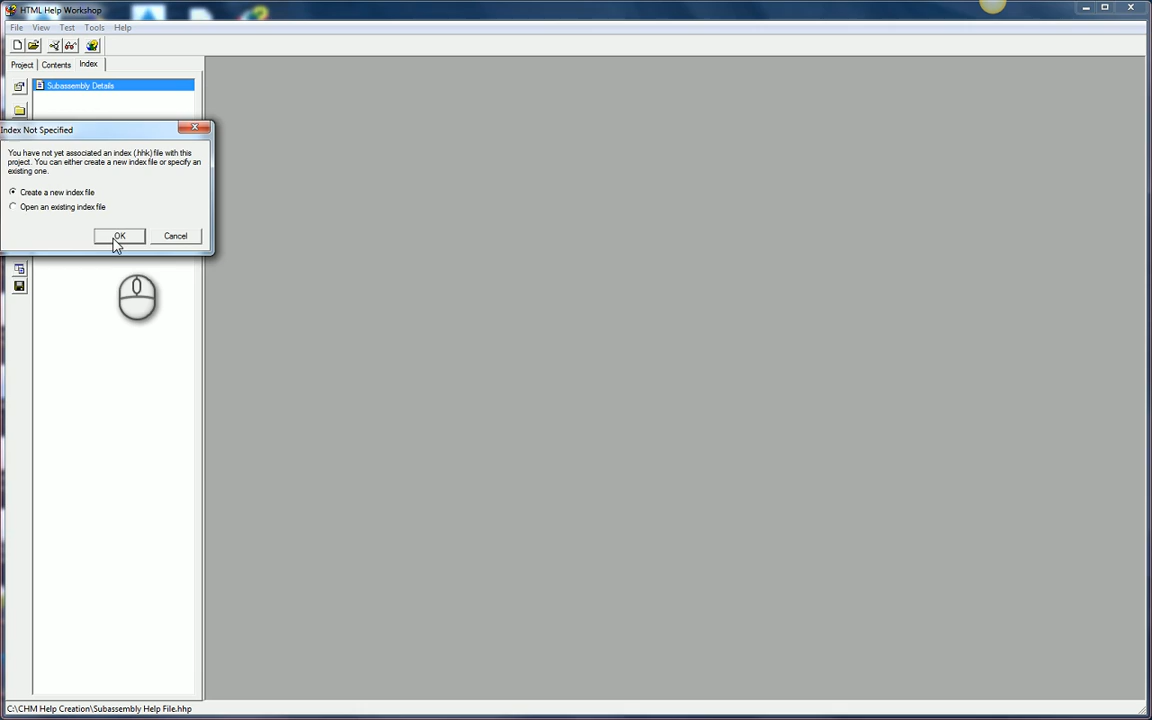 HTML Help Workshop
File View Test Tools Help
Project Contents Index
Subassembly Details
Index Not Specified
You have not yet associated an index (.hhk) file with this
project. You can either create a new index file or specify an
existing one.
Create a new index file
Open an existing index file
OK Cancel
C:\CHM Help Creation\Subassembly Help File.hhp